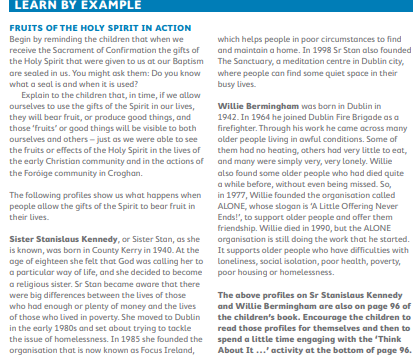 LEARN BY EXAMPLE
FRUITS OF THE HOLY SPIRIT IN ACTION
Begin by reminding the children that when we
receive the Sacrament of Confirmation the gifts of
the Holy Spirit that were given to us at our Baptism
are sealed in us. You might ask them: Do you know
what a seal is and when it is used?
Explain to the children that, in time, if we allow
ourselves to use the gifts of the Spirit in our lives,
they will bear fruit, or produce good things, and
those 'fruits' or good things will be visible to both
ourselves and others – just as we were able to see
the fruits or effects of the Holy Spirit in the lives of
the early Christian community and in the actions of
the Foróige community in Croghan.
The following profiles show us what happens when
people allow the gifts of the Spirit to bear fruit in
their lives.
Sister Stanislaus Kennedy, or Sister Stan, as she
is known, was born in County Kerry in 1940. At the
age of eighteen she felt that God was calling her to
a particular way of life, and she decided to become
a religious sister. Sr Stan became aware that there
were big differences between the lives of those
who had enough or plenty of money and the lives
of those who lived in poverty. She moved to Dublin
in the early 1980s and set about trying to tackle
the issue of homelessness. In 1985 she founded the
organisation that is now known as Focus Ireland,
which helps people in poor circumstances to find
and maintain a home. In 1998 Sr Stan also founded
The Sanctuary, a meditation centre in Dublin city,
where people can find some quiet space in their
busy lives.
Willie Bermingham was born in Dublin in
1942. In 1964 he joined Dublin Fire Brigade as a
firefighter. Through his work he came across many
older people living in awful conditions. Some of
them had no heating, others had very little to eat,
and many were simply very, very lonely. Willie
also found some older people who had died quite
a while before, without even being missed. So,
in 1977, Willie founded the organisation called
ALONE, whose slogan is 'A Little Offering Never
Ends!', to support older people and offer them
friendship. Willie died in 1990, but the ALONE
organisation is still doing the work that he started.
It supports older people who have difficulties with
loneliness, social isolation, poor health, poverty,
poor housing or homelessness.
The above profiles on Sr Stanislaus Kennedy
and Willie Bermingham are also on page 96 of
the children's book. Encourage the children to
read those profiles for themselves and then to
spend a little time engaging with the 'Think
About It ...' activity at the bottom of page 96.